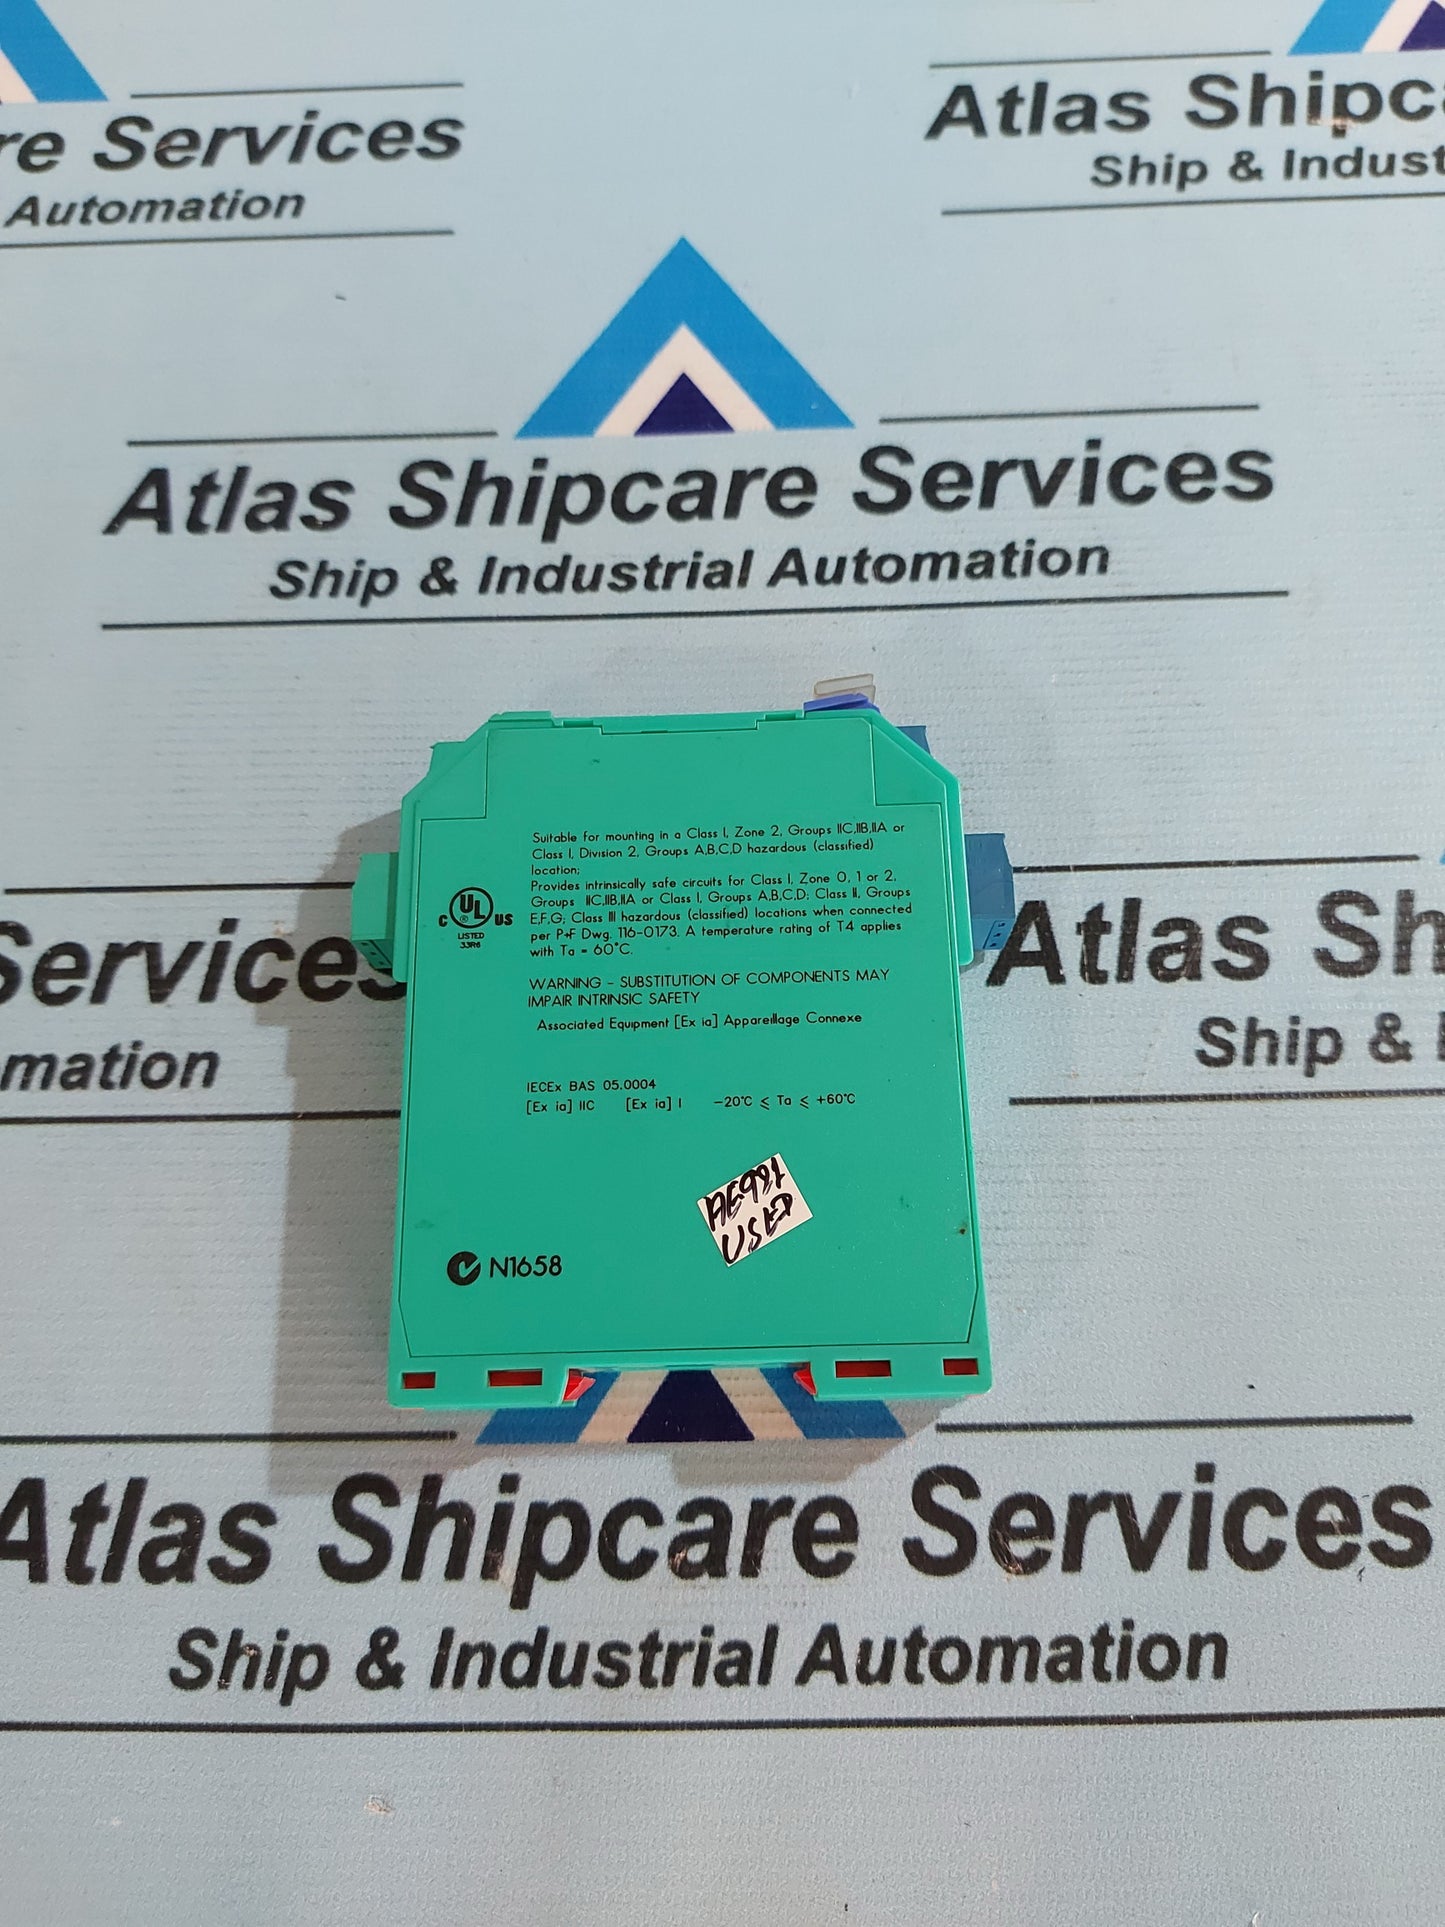 re Services
Automation
Atlas Shipc
Ship & Indust
Atlas Shipcare Services
Ship & Industrial Automation
Suitable for mounting in a Class I, Zone 2, Groups IIC,IIB,IIA or
Class I, Division 2, Groups A,B,C,D hazardous (classified)
location;
Provides intrinsically safe circuits for Class I, Zone 0, 1 or 2,
Groups IIC,IIB,IIA or Class I, Groups A,B,C,D; Class II, Groups
E,F,G; Class III hazardous (classified) locations when connected
per P+F Dwg. 116-0173. A temperature rating of T4 applies
with Ta = 60°C.
C UL ® US
LISTED
33R6
WARNING - SUBSTITUTION OF COMPONENTS MAY
IMPAIR INTRINSIC SAFETY
Associated Equipment [Ex ia] Appareillage Connexe
IECEx BAS 05.0004
[Ex ia] IIC [Ex ia] I -20°C ≤ Ta ≤ +60°C
AE991
USED
N1658
Services
mation
Atlas Sh
Ship &
Atlas Shipcare Services
Ship & Industrial Automation